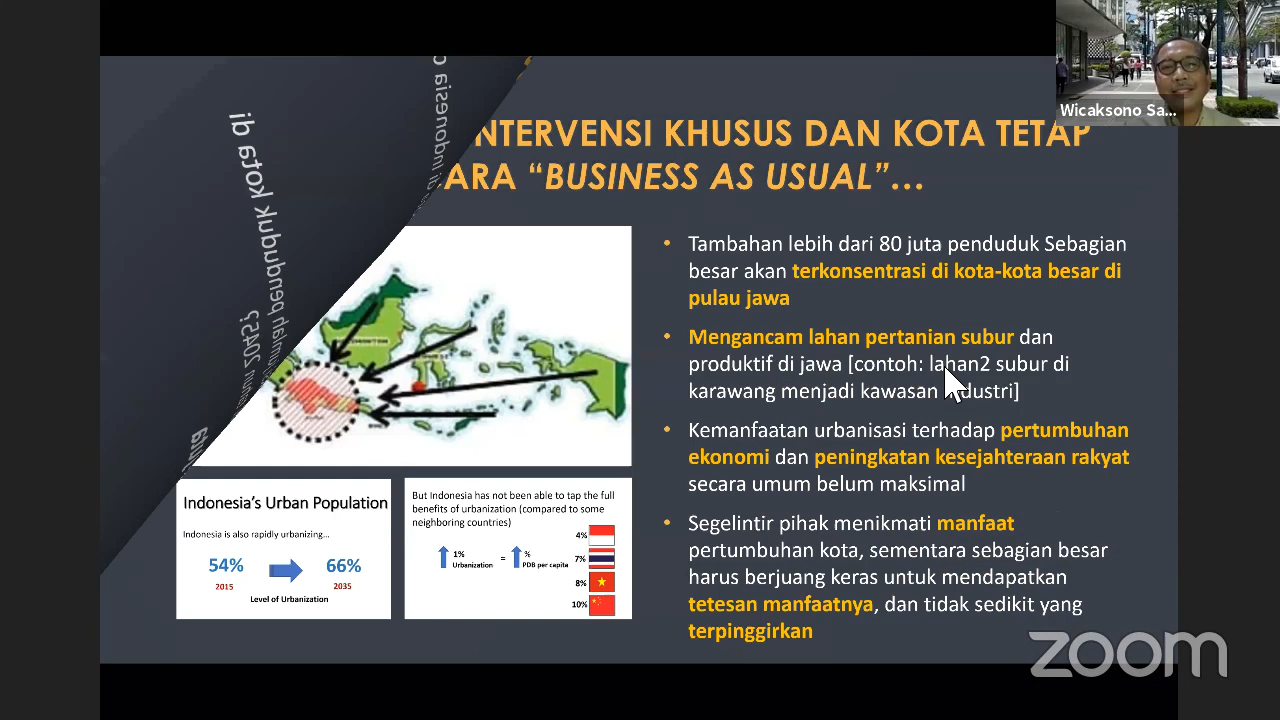 Wicaksono Sa...
NTERVENSI KHUSUS DAN KOTA TETAP
ARA “BUSINESS AS USUAL”...
di
kota
penduduk
2045?
• Tambahan lebih dari 80 juta penduduk Sebagian
besar akan terkonsentrasi di kota-kota besar di
pulau jawa
• Mengancam lahan pertanian subur dan
produktif di jawa [contoh: lahan2 subur di
karawang menjadi kawasan industri]
• Kemanfaatan urbanisasi terhadap pertumbuhan
ekonomi dan peningkatan kesejahteraan rakyat
secara umum belum maksimal
• Segelintir pihak menikmati manfaat
pertumbuhan kota, sementara sebagian besar
harus berjuang keras untuk mendapatkan
tetesan manfaatnya, dan tidak sedikit yang
terpinggirkan
Indonesia's Urban Population
Indonesia is also rapidly urbanizing...
54% 66%
2015 2035
Level of Urbanization
But Indonesia has not been able to tap the full
benefits of urbanization (compared to some
neighboring countries)
4%
1% = %
Urbanization PDB per capita
7%
8%
10%
zoom